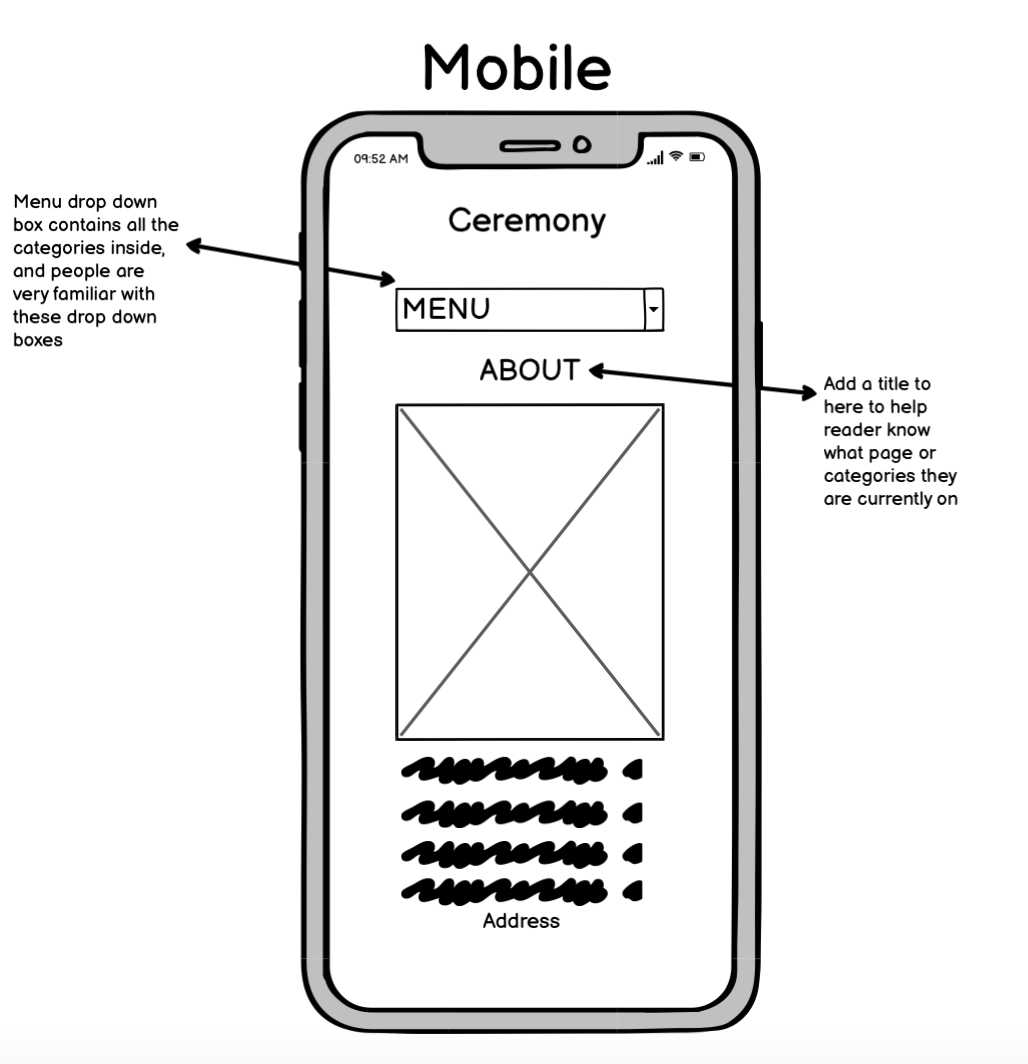 Mobile
09:52 AM
Menu drop down
box contains all the
categories inside,
and people are
very familiar with
these drop down
boxes
Ceremony
MENU
ABOUT
Add a title to
here to help
reader know
what page or
categories they
are currently on
Address